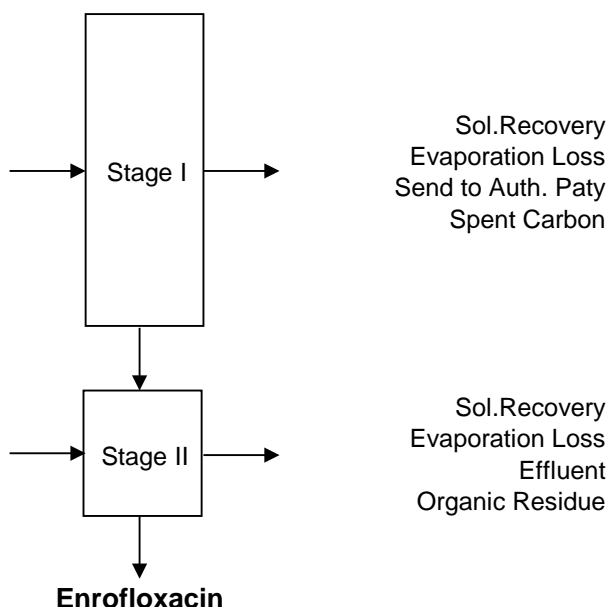 Stage I
Sol.Recovery
Evaporation Loss
Send to Auth. Paty
Spent Carbon
Stage II
Sol.Recovery
Evaporation Loss
Effluent
Organic Residue
Enrofloxacin